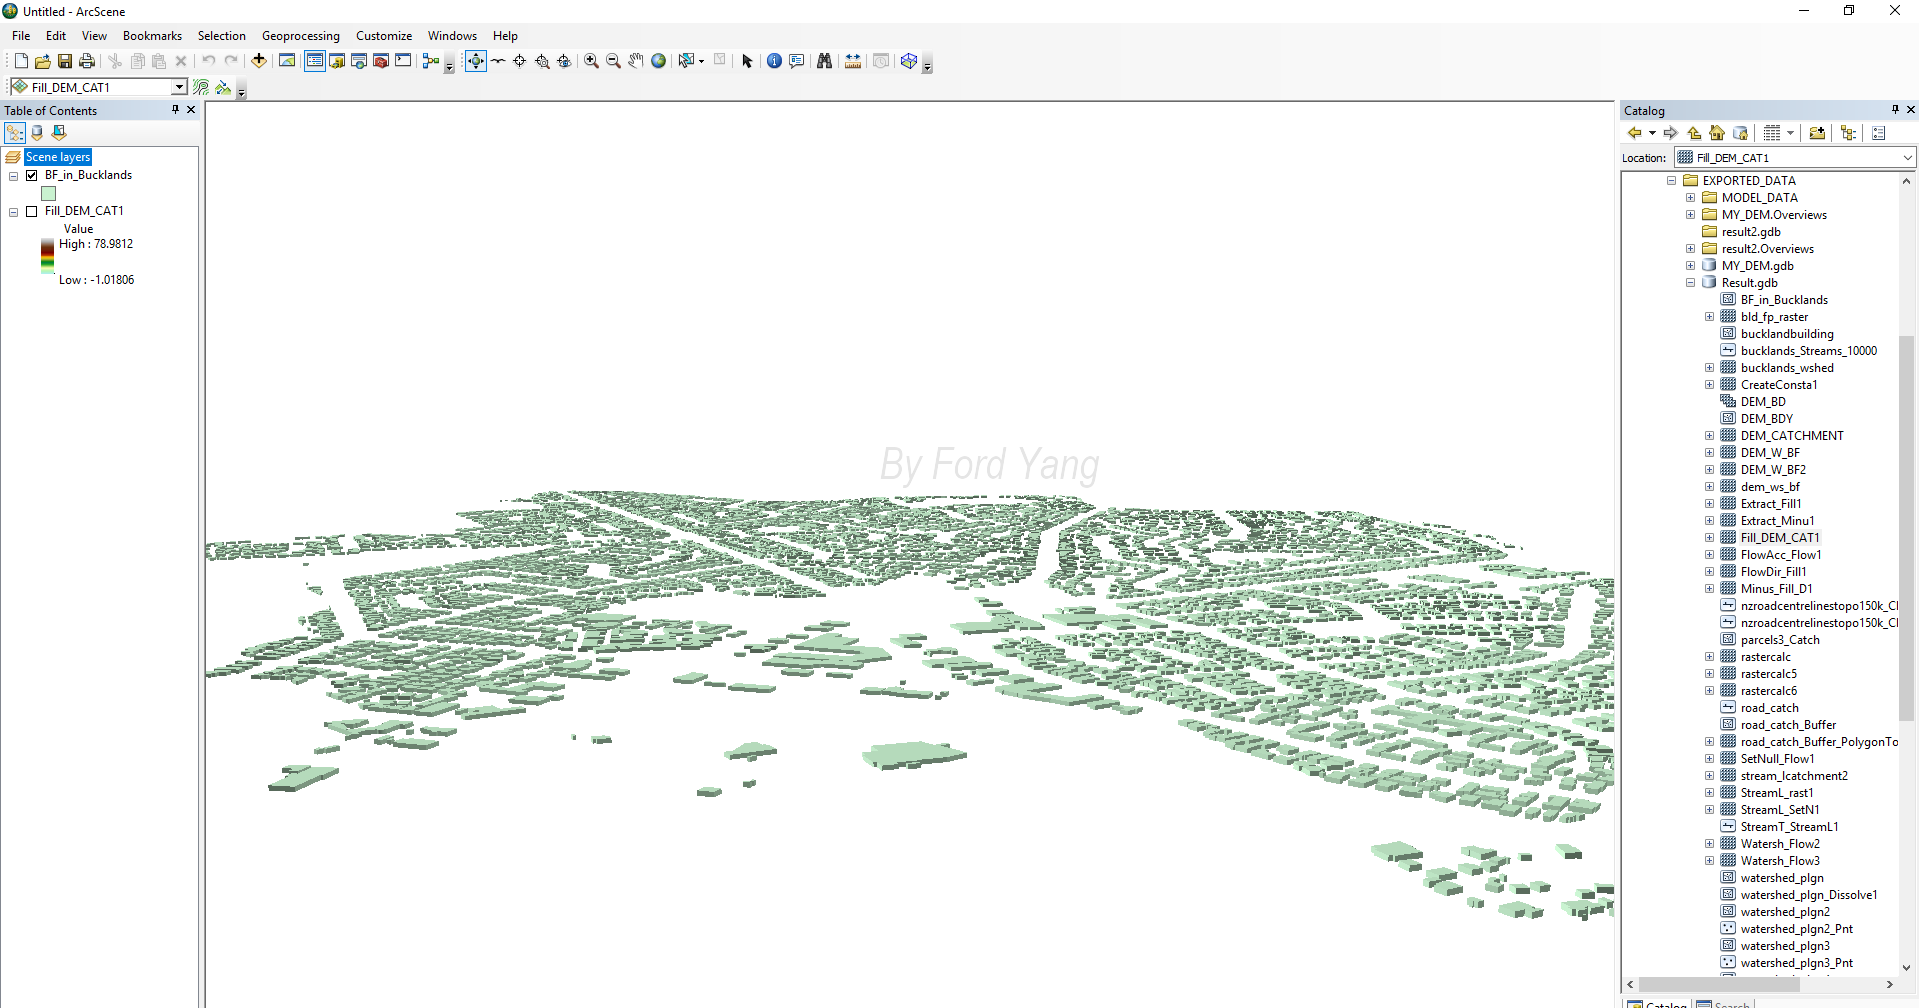 Untitled - ArcScene
File Edit View Bookmarks Selection Geoprocessing Customize Windows Help
Fill_DEM_CAT1
Table of Contents
Scene layers
BF_in_Bucklands
Fill_DEM_CAT1
Value
High : 78.9812
Low : -1.01806
By Ford Yang
Catalog
Location: Fill_DEM_CAT1
EXPORTED_DATA
MODEL_DATA
MY_DEM.Overviews
result2.gdb
result2.Overviews
MY_DEM.gdb
Result.gdb
BF_in_Bucklands
bld_fp_raster
bucklandbuilding
bucklands_Streams_10000
bucklands_wshed
CreateConsta1
DEM_BD
DEM_BDY
DEM_CATCHMENT
DEM_W_BF
DEM_W_BF2
dem_ws_bf
Extract_Fill1
Extract_Minu1
Fill_DEM_CAT1
FlowAcc_Flow1
FlowDir_Fill1
Minus_Fill_D1
nzroadcentrelinestopo150k_Cl
nzroadcentrelinestopo150k_Cl
parcels3_Catch
rastercalc
rastercalc5
rastercalc6
road_catch
road_catch_Buffer
road_catch_Buffer_PolygonTo
SetNull_Flow1
stream_lcatchment2
StreamL_rast1
StreamL_SetN1
StreamT_StreamL1
Watersh_Flow2
Watersh_Flow3
watershed_plgn
watershed_plgn_Dissolve1
watershed_plgn2
watershed_plgn2_Pnt
watershed_plgn3
watershed_plgn3_Pnt
Catalog Search